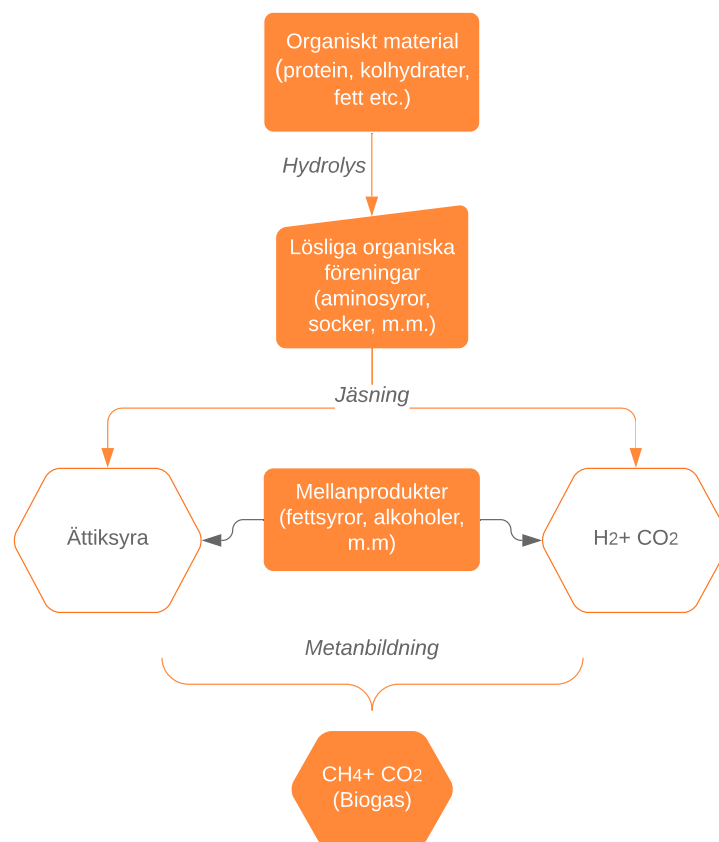 Organiskt material
(protein, kolhydrater,
fett etc.)
Hydrolys
Lösliga organiska
föreningar
(aminosyror,
socker, m.m.)
Jäsning
Ättiksyra
Mellanprodukter
(fettsyror, alkoholer,
m.m)
H2+ CO2
Metanbildning
CH4+ CO2
(Biogas)